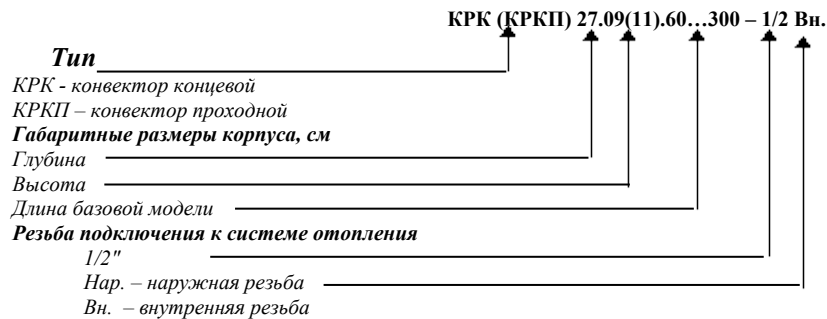 КРК (КРКП) 27.09(11).60…300 – 1/2 Вн.
Тип
КРК - конвектор концевой
КРКП – конвектор проходной
Габаритные размеры корпуса, см
Глубина
Высота
Длина базовой модели
Резьба подключения к системе отопления
1/2"
Нар. – наружная резьба
Вн. – внутренняя резьба